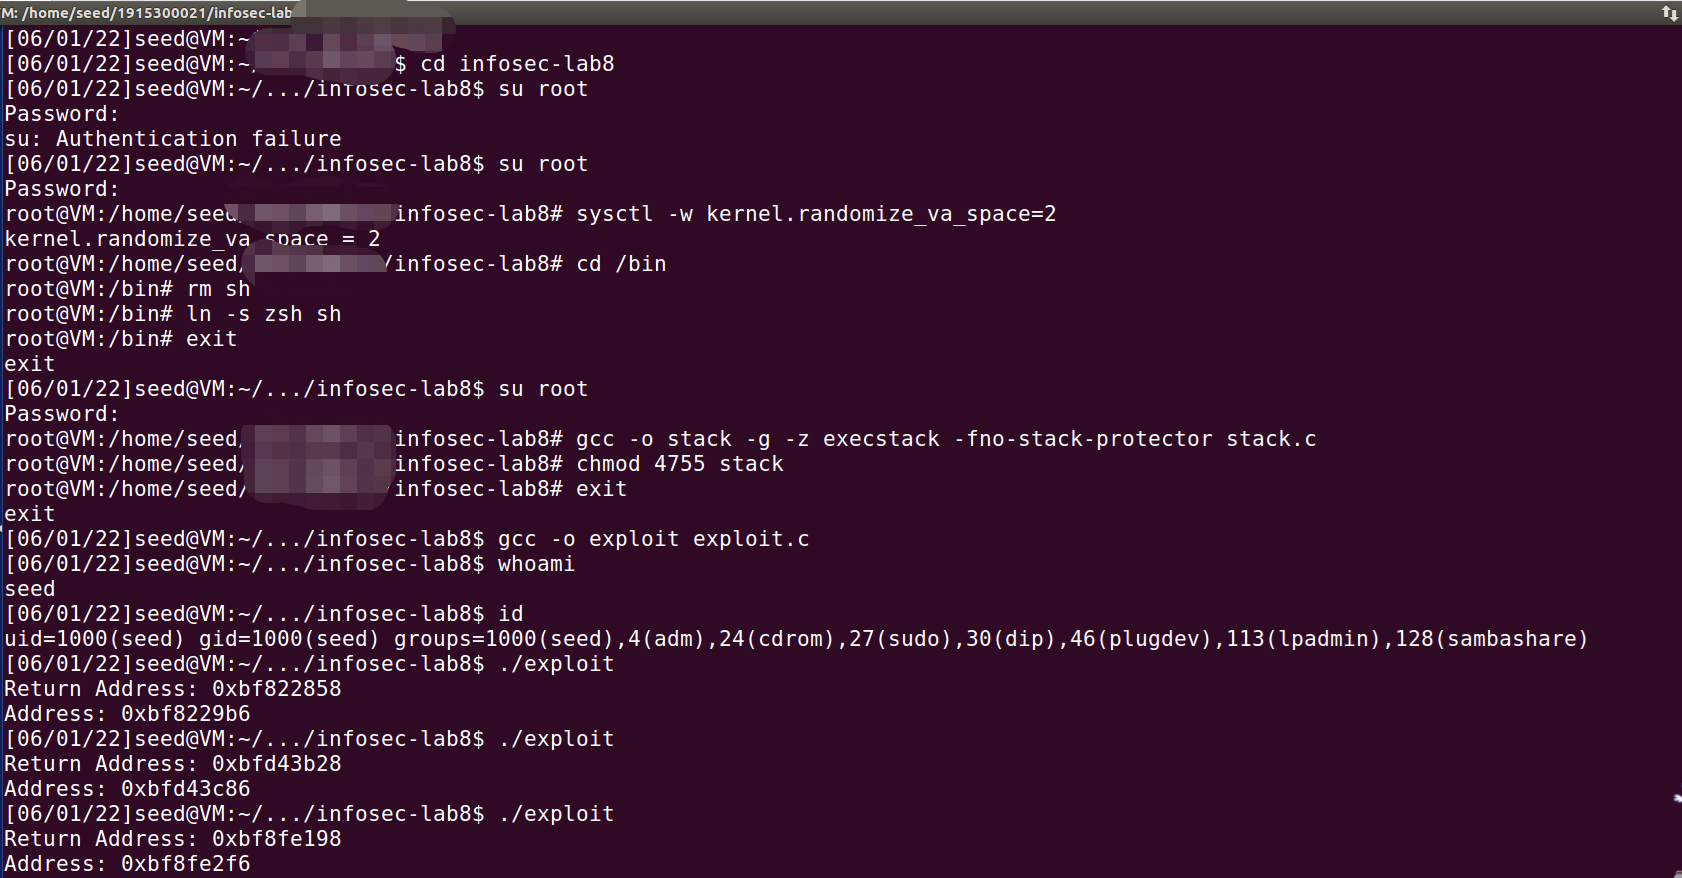 M: /home/seed/1915300021/infosec-lab
[06/01/22]seed@VM:~
[06/01/22]seed@VM:~/ $ cd infosec-lab8
[06/01/22]seed@VM:~/.../infosec-lab8$ su root
Password:
su: Authentication failure
[06/01/22]seed@VM:~/.../infosec-lab8$ su root
Password:
root@VM:/home/seed infosec-lab8# sysctl -w kernel.randomize_va_space=2
kernel.randomize_va_space = 2
root@VM:/home/seed/ /infosec-lab8# cd /bin
root@VM:/bin# rm sh
root@VM:/bin# ln -s zsh sh
root@VM:/bin# exit
exit
[06/01/22]seed@VM:~/.../infosec-lab8$ su root
Password:
root@VM:/home/seed/ infosec-lab8# gcc -o stack -g -z execstack -fno-stack-protector stack.c
root@VM:/home/seed/ infosec-lab8# chmod 4755 stack
root@VM:/home/seed/ infosec-lab8# exit
exit
[06/01/22]seed@VM:~/.../infosec-lab8$ gcc -o exploit exploit.c
[06/01/22]seed@VM:~/.../infosec-lab8$ whoami
seed
[06/01/22]seed@VM:~/.../infosec-lab8$ id
uid=1000(seed) gid=1000(seed) groups=1000(seed),4(adm),24(cdrom),27(sudo),30(dip),46(plugdev),113(lpadmin),128(sambashare)
[06/01/22]seed@VM:~/.../infosec-lab8$ ./exploit
Return Address: 0xbf822858
Address: 0xbf8229b6
[06/01/22]seed@VM:~/.../infosec-lab8$ ./exploit
Return Address: 0xbfd43b28
Address: 0xbfd43c86
[06/01/22]seed@VM:~/.../infosec-lab8$ ./exploit
Return Address: 0xbf8fe198
Address: 0xbf8fe2f6